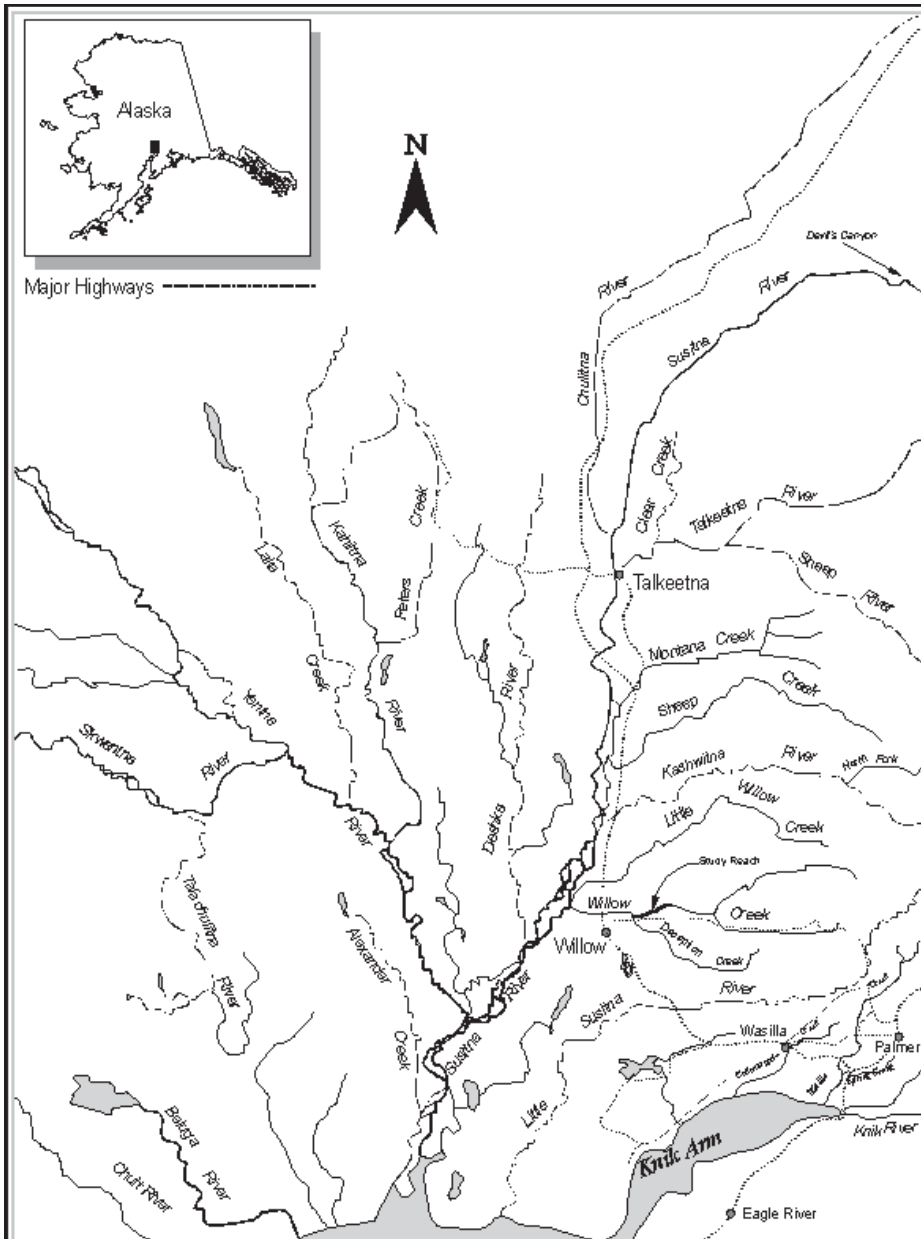 Alaska
N
Major Highways
Devil's Canyon
Chulitna River
Susitna River
Clear Creek
Talkeetna River
Sheep River
Talkeetna
Lake Creek
Kahiltna River
Peters Creek
Montana Creek
Sheep Creek
Yentna River
Skwentna River
Deshka River
Kashwitna River
North Fork
Little Willow Creek
Study Reach
Willow Creek
Willow
Deception Creek
Talachulitna River
Alexander Creek
Susitna River
Little Susitna River
Wasilla
Palmer
Beluga River
Chuit River
Knik Arm
Knik River
Eagle River